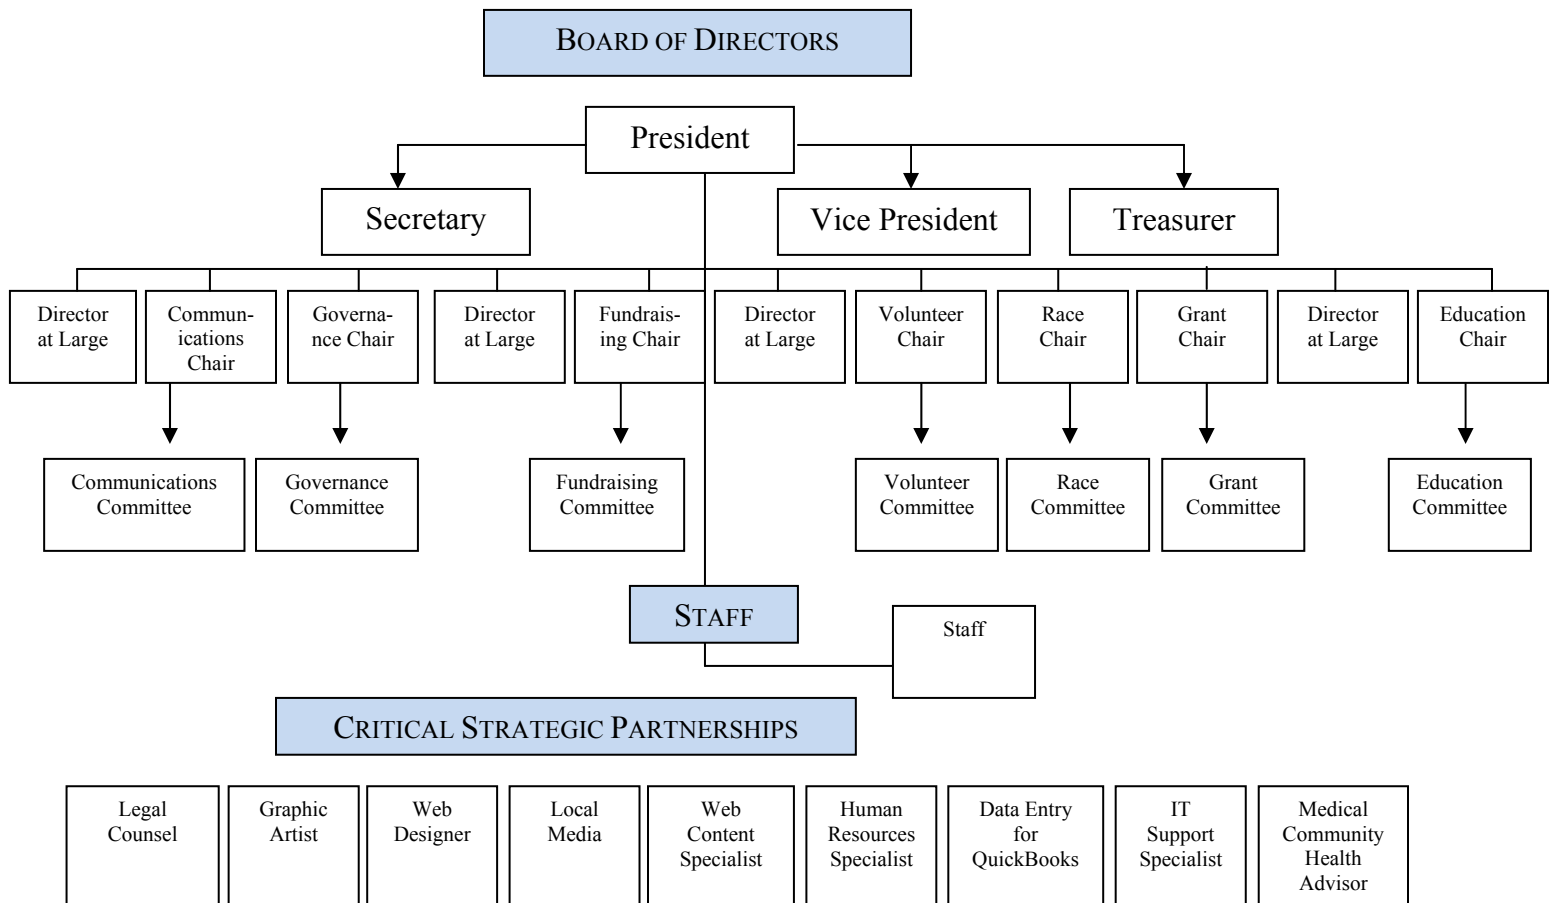 BOARD OF DIRECTORS
President
Secretary
Vice President
Treasurer
Director
at Large
Commun-
ications
Chair
Governa-
nce Chair
Director
at Large
Fundrais-
ing Chair
Director
at Large
Volunteer
Chair
Race
Chair
Grant
Chair
Director
at Large
Education
Chair
Communications
Committee
Governance
Committee
Fundraising
Committee
Volunteer
Committee
Race
Committee
Grant
Committee
Education
Committee
STAFF
Staff
CRITICAL STRATEGIC PARTNERSHIPS
Legal
Counsel
Graphic
Artist
Web
Designer
Local
Media
Web
Content
Specialist
Human
Resources
Specialist
Data Entry
for
QuickBooks
IT
Support
Specialist
Medical
Community
Health
Advisor